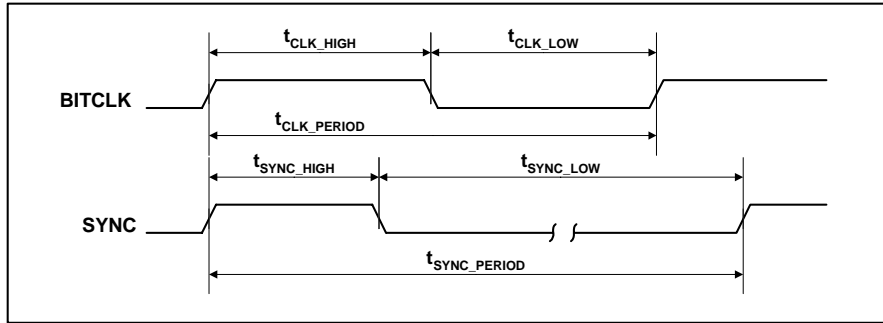 tCLK_HIGH tCLK_LOW
BITCLK
tCLK_PERIOD
tSYNC_HIGH tSYNC_LOW
SYNC
tSYNC_PERIOD